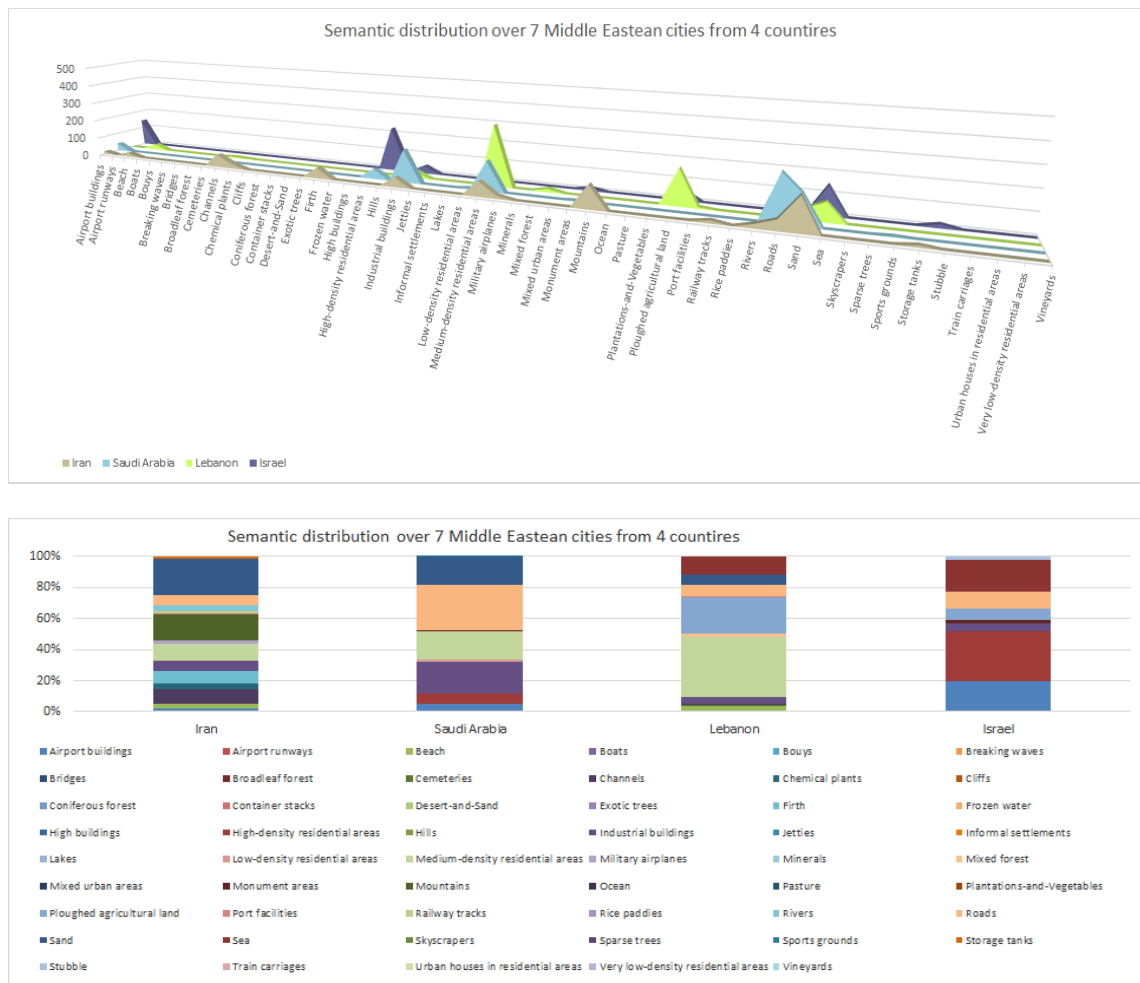 Semantic distribution over 7 Middle Eastean cities from 4 countires
500
400
300
200
100
0
Airport buildings
Airport runways
Beach
Boats
Bouys
Breaking waves
Bridges
Broadleaf forest
Cemeteries
Channels
Chemical plants
Cliffs
Coniferous forest
Container stacks
Desert-and-Sand
Exotic trees
Firth
Frozen water
High buildings
High-density residential areas
Hills
Industrial buildings
Jetties
Informal settlements
Lakes
Low-density residential areas
Medium-density residential areas
Military airplanes
Minerals
Mixed forest
Mixed urban areas
Monument areas
Mountains
Ocean
Pasture
Plantations-and-Vegetables
Ploughed agricultural land
Port facilities
Railway tracks
Rice paddies
Rivers
Roads
Sand
Sea
Skyscrapers
Sparse trees
Sports grounds
Storage tanks
Stubble
Train carriages
Urban houses in residential areas
Very low-density residential areas
Vineyards
Iran Saudi Arabia Lebanon Israel
Semantic distribution over 7 Middle Eastean cities from 4 countires
100%
80%
60%
40%
20%
0%
Iran Saudi Arabia Lebanon Israel
Airport buildings Airport runways Beach Boats Bouys Breaking waves
Bridges Broadleaf forest Cemeteries Channels Chemical plants Cliffs
Coniferous forest Container stacks Desert-and-Sand Exotic trees Firth Frozen water
High buildings High-density residential areas Hills Industrial buildings Jetties Informal settlements
Lakes Low-density residential areas Medium-density residential areas Military airplanes Minerals Mixed forest
Mixed urban areas Monument areas Mountains Ocean Pasture Plantations-and-Vegetables
Ploughed agricultural land Port facilities Railway tracks Rice paddies Rivers Roads
Sand Sea Skyscrapers Sparse trees Sports grounds Storage tanks
Stubble Train carriages Urban houses in residential areas Very low-density residential areas Vineyards